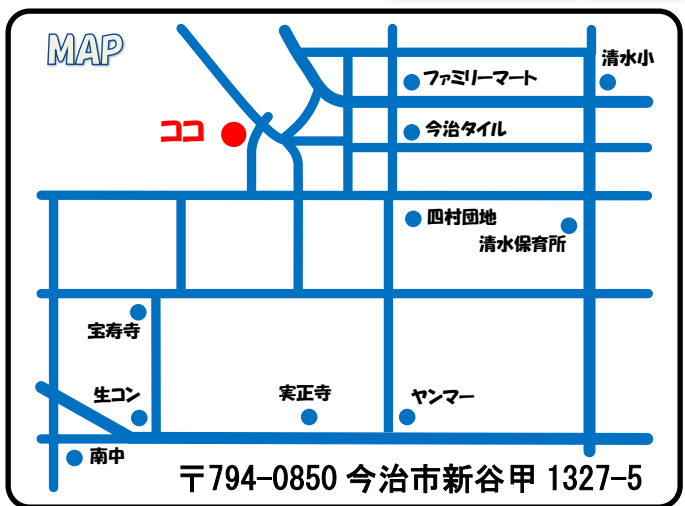 MAP
清水小
ファミリーマート
ココ
今治タイル
四村団地
清水保育所
宝寿寺
生コン
実正寺
ヤンマー
南中
〒794-0850 今治市新谷甲 1327-5